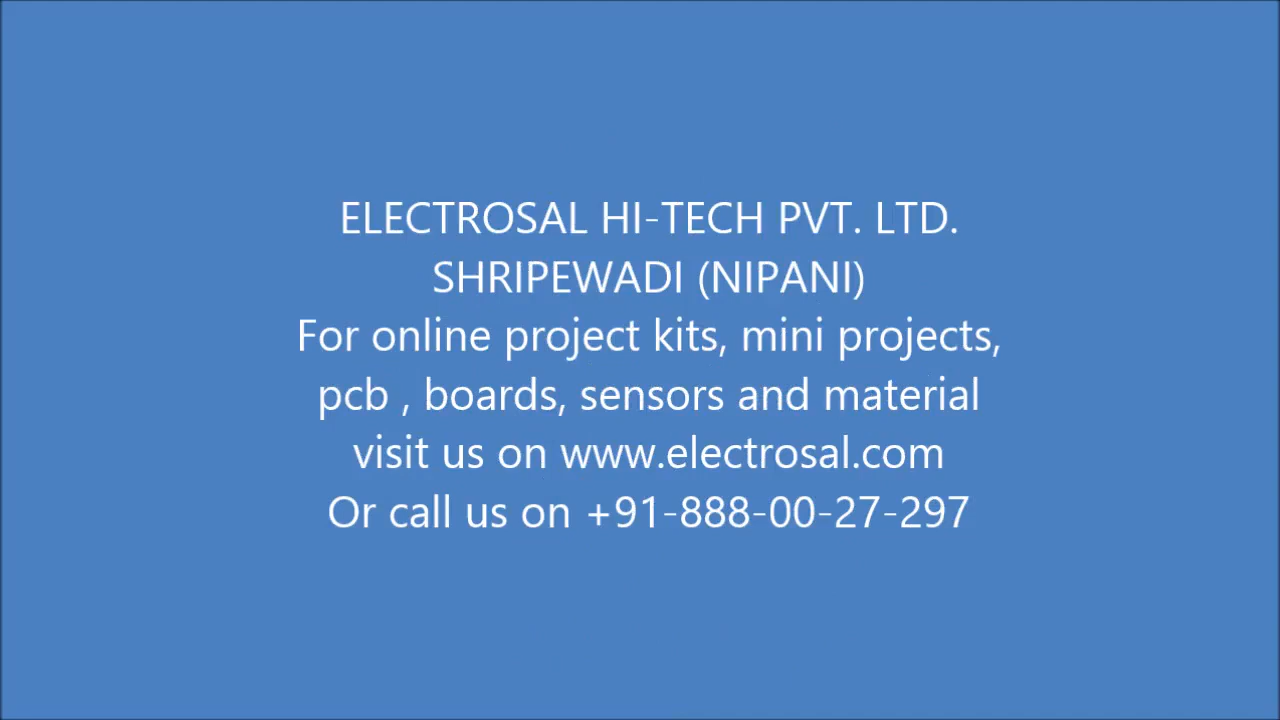 ELECTROSAL HI-TECH PVT. LTD.
SHRIPEWADI (NIPANI)
For online project kits, mini projects,
pcb , boards, sensors and material
visit us on www.electrosal.com
Or call us on +91-888-00-27-297